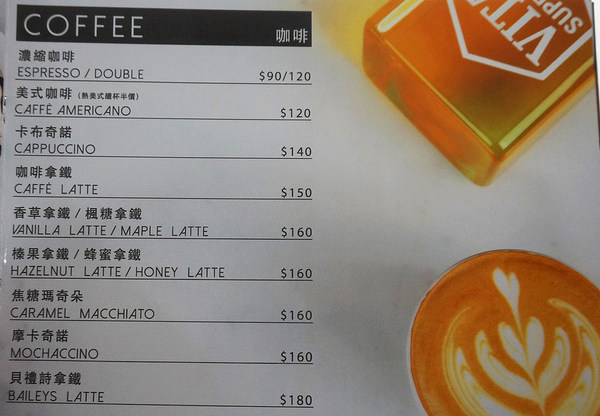 COFFEE 咖啡
濃縮咖啡
ESPRESSO / DOUBLE $90/120
美式咖啡 (熱美式續杯半價)
CAFFÈ AMERICANO $120
卡布奇諾
CAPPUCCINO $140
咖啡拿鐵
CAFFÈ LATTE $150
香草拿鐵 / 楓糖拿鐵
VANILLA LATTE / MAPLE LATTE $160
榛果拿鐵 / 蜂蜜拿鐵
HAZELNUT LATTE / HONEY LATTE $160
焦糖瑪奇朵
CARAMEL MACCHIATO $160
摩卡奇諾
MOCHACCINO $160
貝禮詩拿鐵
BAILEYS LATTE $180
VITA
SUPP